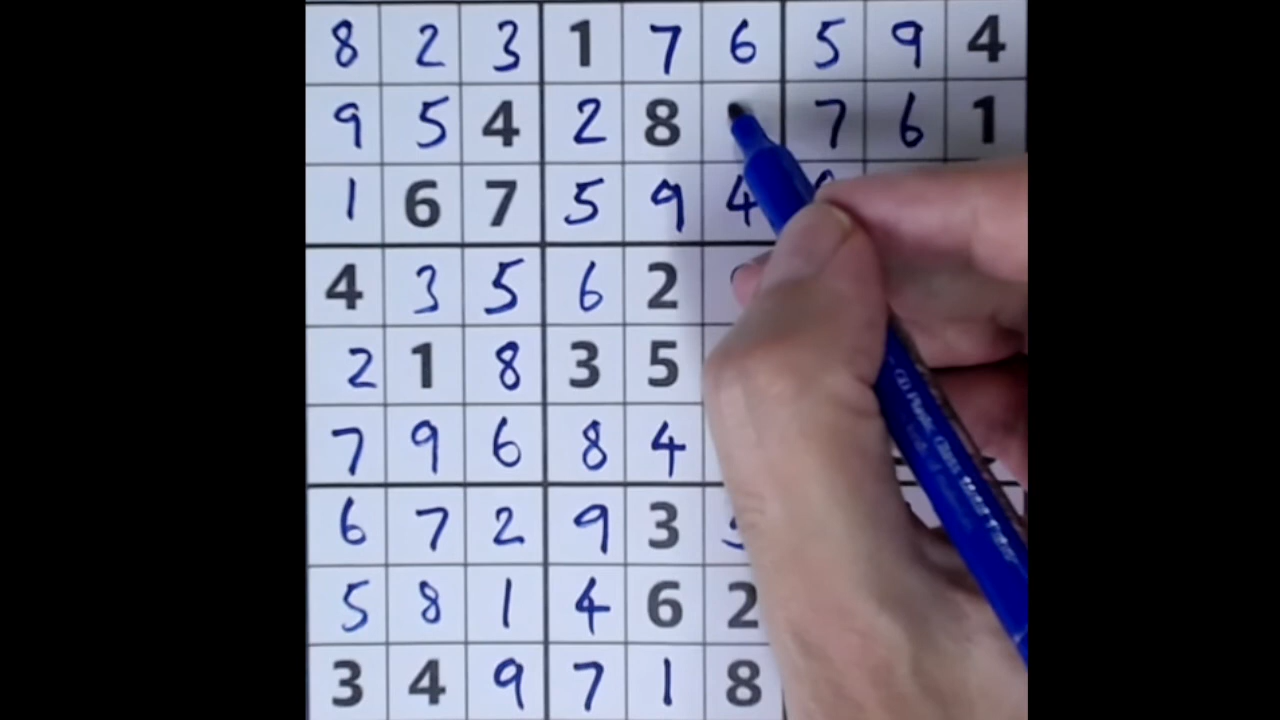 8 2 3 1 7 6 5 9 4
9 5 4 2 8 7 6 1
1 6 7 5 9 4
4 3 5 6 2
2 1 8 3 5
7 9 6 8 4
6 7 2 9 3
5 8 1 4 6 2
3 4 9 7 1 8